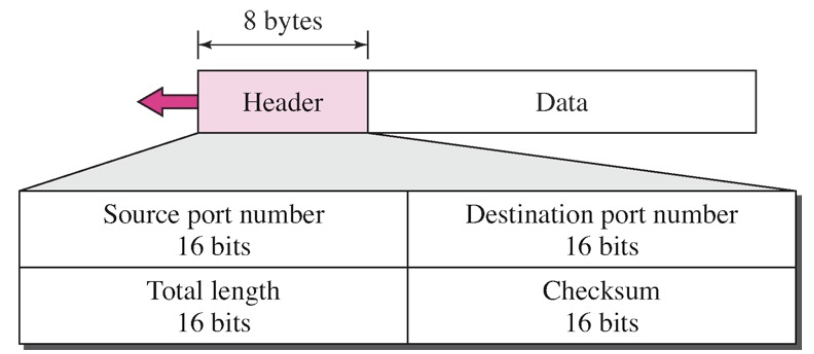 8 bytes
Header
Data
Source port number
16 bits
Destination port number
16 bits
Total length
16 bits
Checksum
16 bits